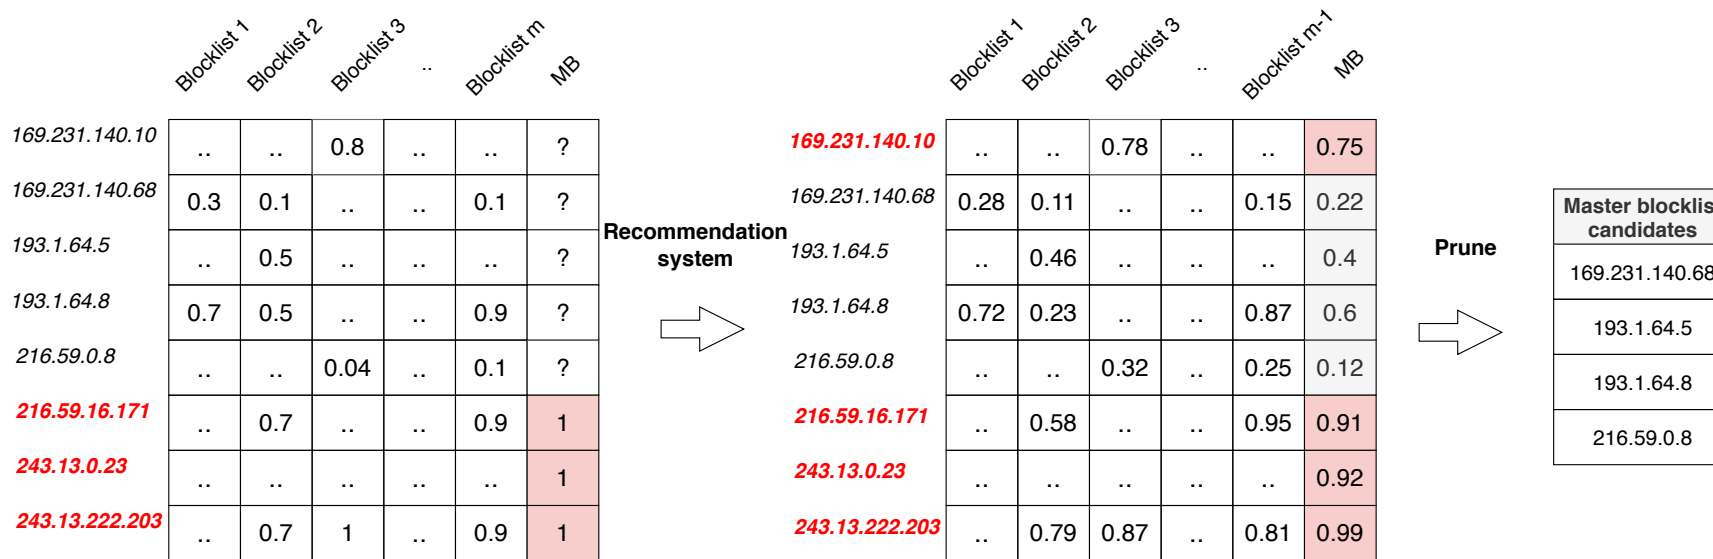 Blocklist 1 Blocklist 2 Blocklist 3 .. Blocklist m MB
169.231.140.10 .. .. 0.8 .. .. ?
169.231.140.68 0.3 0.1 .. .. 0.1 ?
193.1.64.5 .. 0.5 .. .. .. ?
193.1.64.8 0.7 0.5 .. .. 0.9 ?
216.59.0.8 .. .. 0.04 .. 0.1 ?
216.59.16.171 .. 0.7 .. .. 0.9 1
243.13.0.23 .. .. .. .. .. 1
243.13.222.203 .. 0.7 1 .. 0.9 1
Recommendation
system
Blocklist 1 Blocklist 2 Blocklist 3 .. Blocklist m-1 MB
169.231.140.10 .. .. 0.78 .. .. 0.75
169.231.140.68 0.28 0.11 .. .. 0.15 0.22
193.1.64.5 .. 0.46 .. .. .. 0.4
193.1.64.8 0.72 0.23 .. .. 0.87 0.6
216.59.0.8 .. .. 0.32 .. 0.25 0.12
216.59.16.171 .. 0.58 .. .. 0.95 0.91
243.13.0.23 .. .. .. .. .. 0.92
243.13.222.203 .. 0.79 0.87 .. 0.81 0.99
Prune
Master blocklis
candidates
169.231.140.68
193.1.64.5
193.1.64.8
216.59.0.8